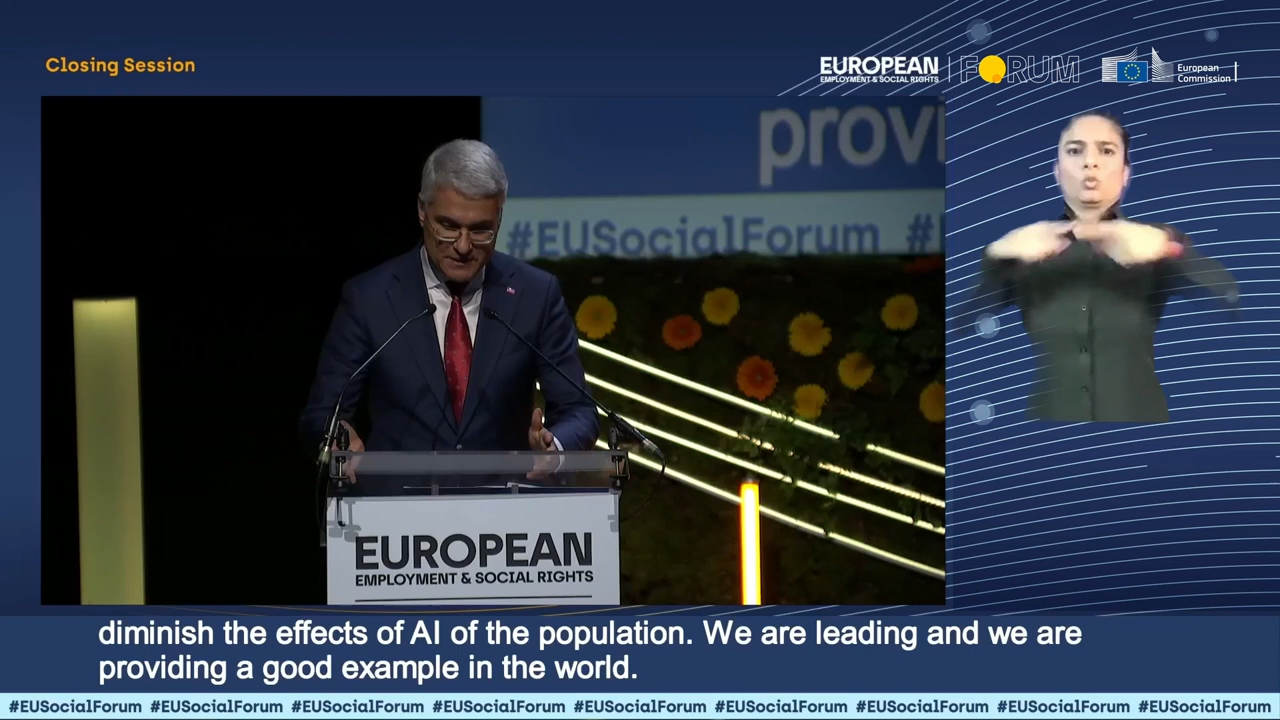 Closing Session
EUROPEAN
EMPLOYMENT & SOCIAL RIGHTS
FORUM
European
Commission
provi
#EUSocialForum #
EUROPEAN
EMPLOYMENT & SOCIAL RIGHTS
diminish the effects of AI of the population. We are leading and we are
providing a good example in the world.
#EUSocialForum #EUSocialForum #EUSocialForum #EUSocialForum #EUSocialForum #EUSocialForum #EUSocialForum #EUSocialForum #EUSocialForum